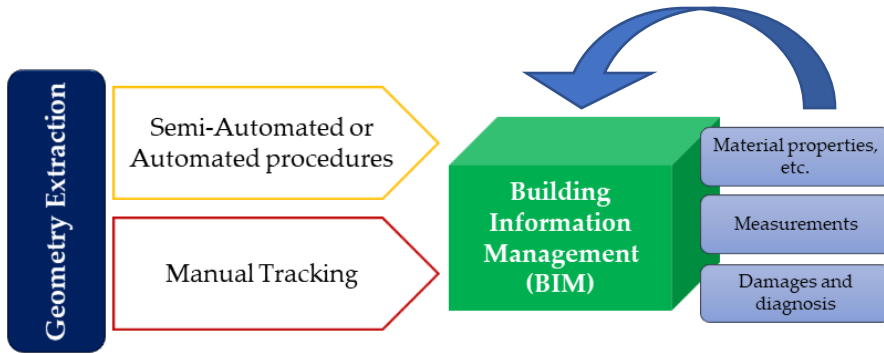 Geometry Extraction
Semi-Automated or
Automated procedures
Manual Tracking
Building
Information
Management
(BIM)
Material properties,
etc.
Measurements
Damages and
diagnosis